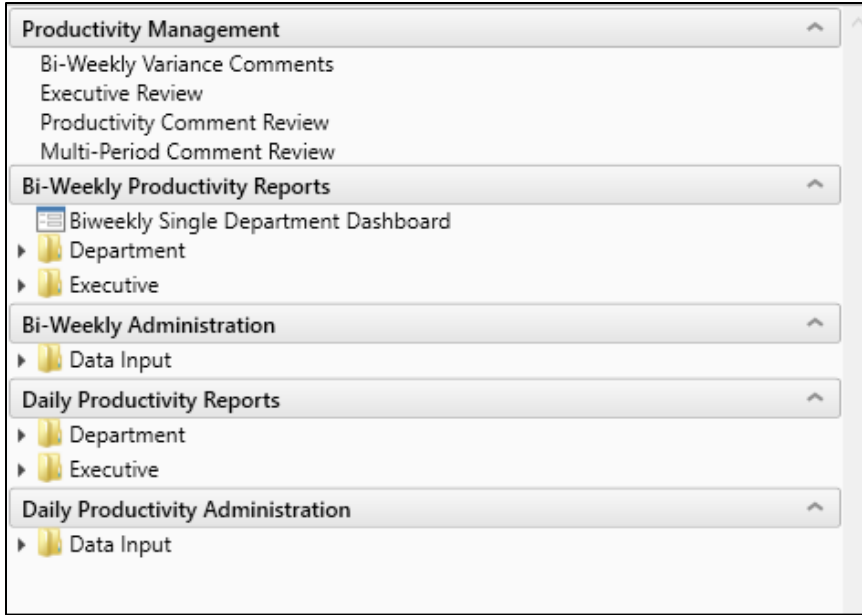 Productivity Management
Bi-Weekly Variance Comments
Executive Review
Productivity Comment Review
Multi-Period Comment Review
Bi-Weekly Productivity Reports
Biweekly Single Department Dashboard
Department
Executive
Bi-Weekly Administration
Data Input
Daily Productivity Reports
Department
Executive
Daily Productivity Administration
Data Input